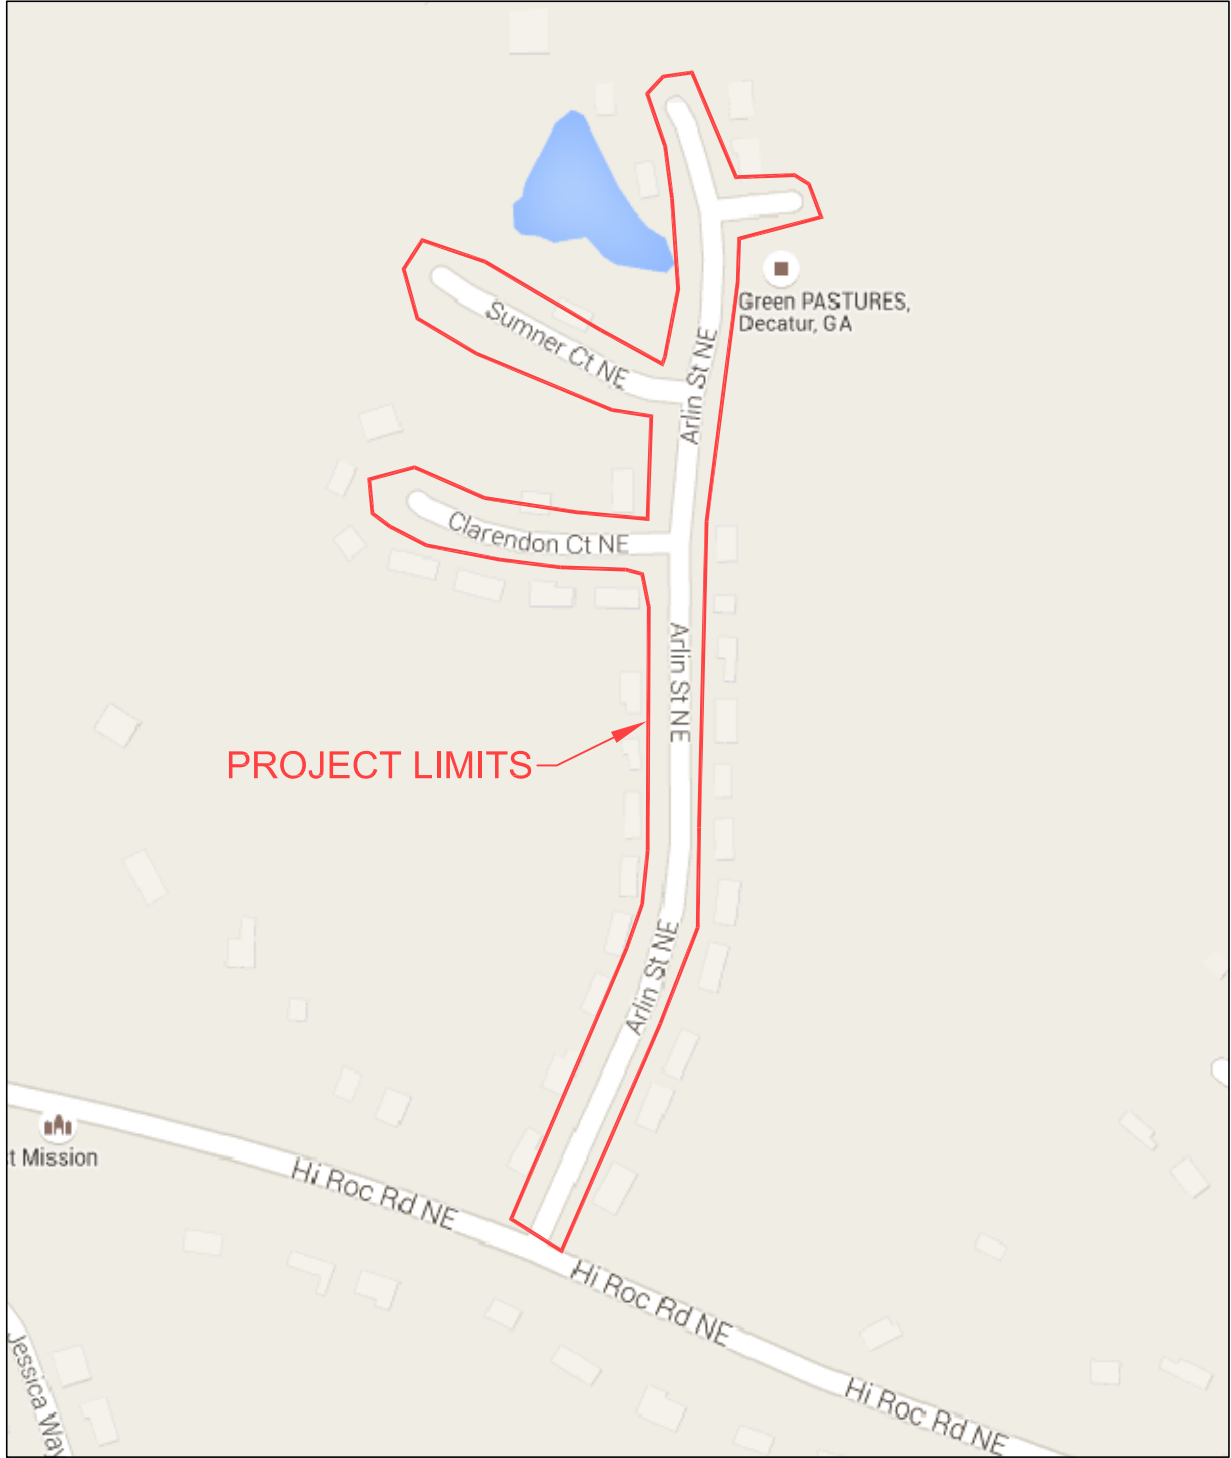 Green PASTURES,
Decatur, GA
Sumner Ct NE
Arlin St NE
Clarendon Ct NE
Arlin St NE
PROJECT LIMITS
Arlin St NE
t Mission
Hi Roc Rd NE
Hi Roc Rd NE
Jessica Way
Hi Roc Rd NE